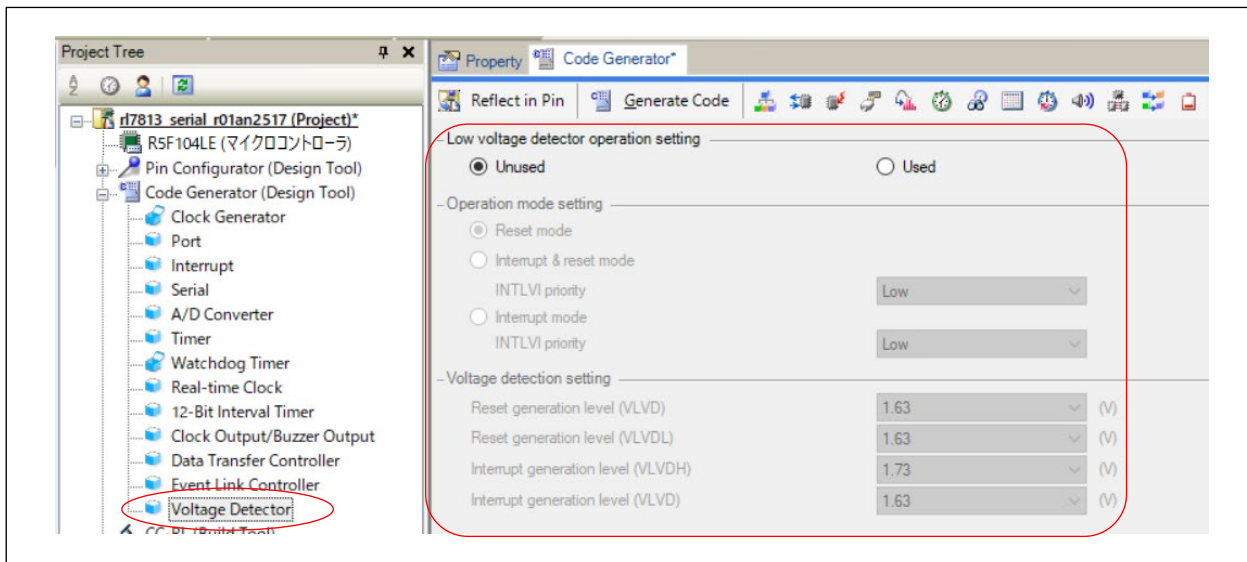 Project Tree
Property Code Generator*
Reflect in Pin Generate Code
rl7813_serial_r01an2517 (Project)*
R5F104LE (マイクロコントローラ)
Pin Configurator (Design Tool)
Code Generator (Design Tool)
Clock Generator
Port
Interrupt
Serial
A/D Converter
Timer
Watchdog Timer
Real-time Clock
12-Bit Interval Timer
Clock Output/Buzzer Output
Data Transfer Controller
Event Link Controller
Voltage Detector
CC-RL (Build Tool)
Low voltage detector operation setting
Unused Used
Operation mode setting
Reset mode
Interrupt & reset mode
INTLVI priority Low
Interrupt mode
INTLVI priority Low
Voltage detection setting
Reset generation level (VLVD) 1.63 (V)
Reset generation level (VLVDL) 1.63 (V)
Interrupt generation level (VLVDH) 1.73 (V)
Interrupt generation level (VLVD) 1.63 (V)